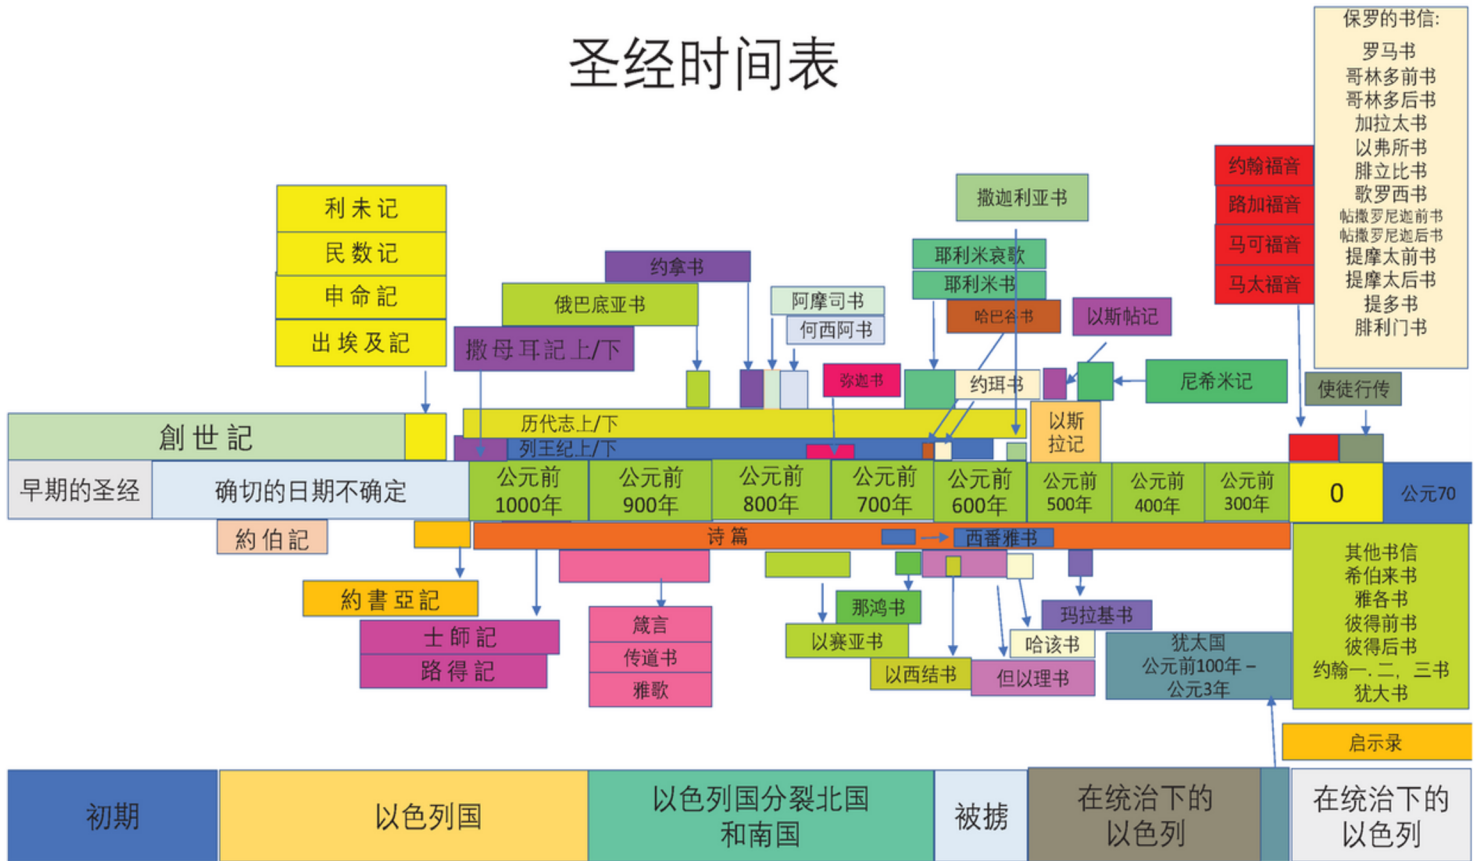 圣经时间表
保罗的书信:
罗马书
哥林多前书
哥林多后书
加拉太书
以弗所书
腓立比书
歌罗西书
帖撒罗尼迦前书
帖撒罗尼迦后书
提摩太前书
提摩太后书
提多书
腓利门书
约翰福音
路加福音
马可福音
马太福音
利未记
民数记
申命記
出埃及記
撒迦利亚书
约拿书
俄巴底亚书
撒母耳記上/下
阿摩司书
何西阿书
耶利米哀歌
耶利米书
哈巴谷书
以斯帖记
弥迦书
约珥书
尼希米记
使徒行传
創世記
历代志上/下
列王纪上/下
以斯
拉记
早期的圣经
确切的日期不确定
公元前
1000年
公元前
900年
公元前
800年
公元前
700年
公元前
600年
公元前
500年
公元前
400年
公元前
300年
0
公元70
約伯記
诗篇
西番雅书
約書亞記
士師記
路得記
箴言
传道书
雅歌
那鸿书
以赛亚书
以西结书
但以理书
哈该书
玛拉基书
犹太国
公元前100年 –
公元3年
其他书信
希伯来书
雅各书
彼得前书
彼得后书
约翰一. 二, 三书
犹大书
启示录
初期
以色列国
以色列国分裂北国
和南国
被掳
在统治下的
以色列
在统治下的
以色列